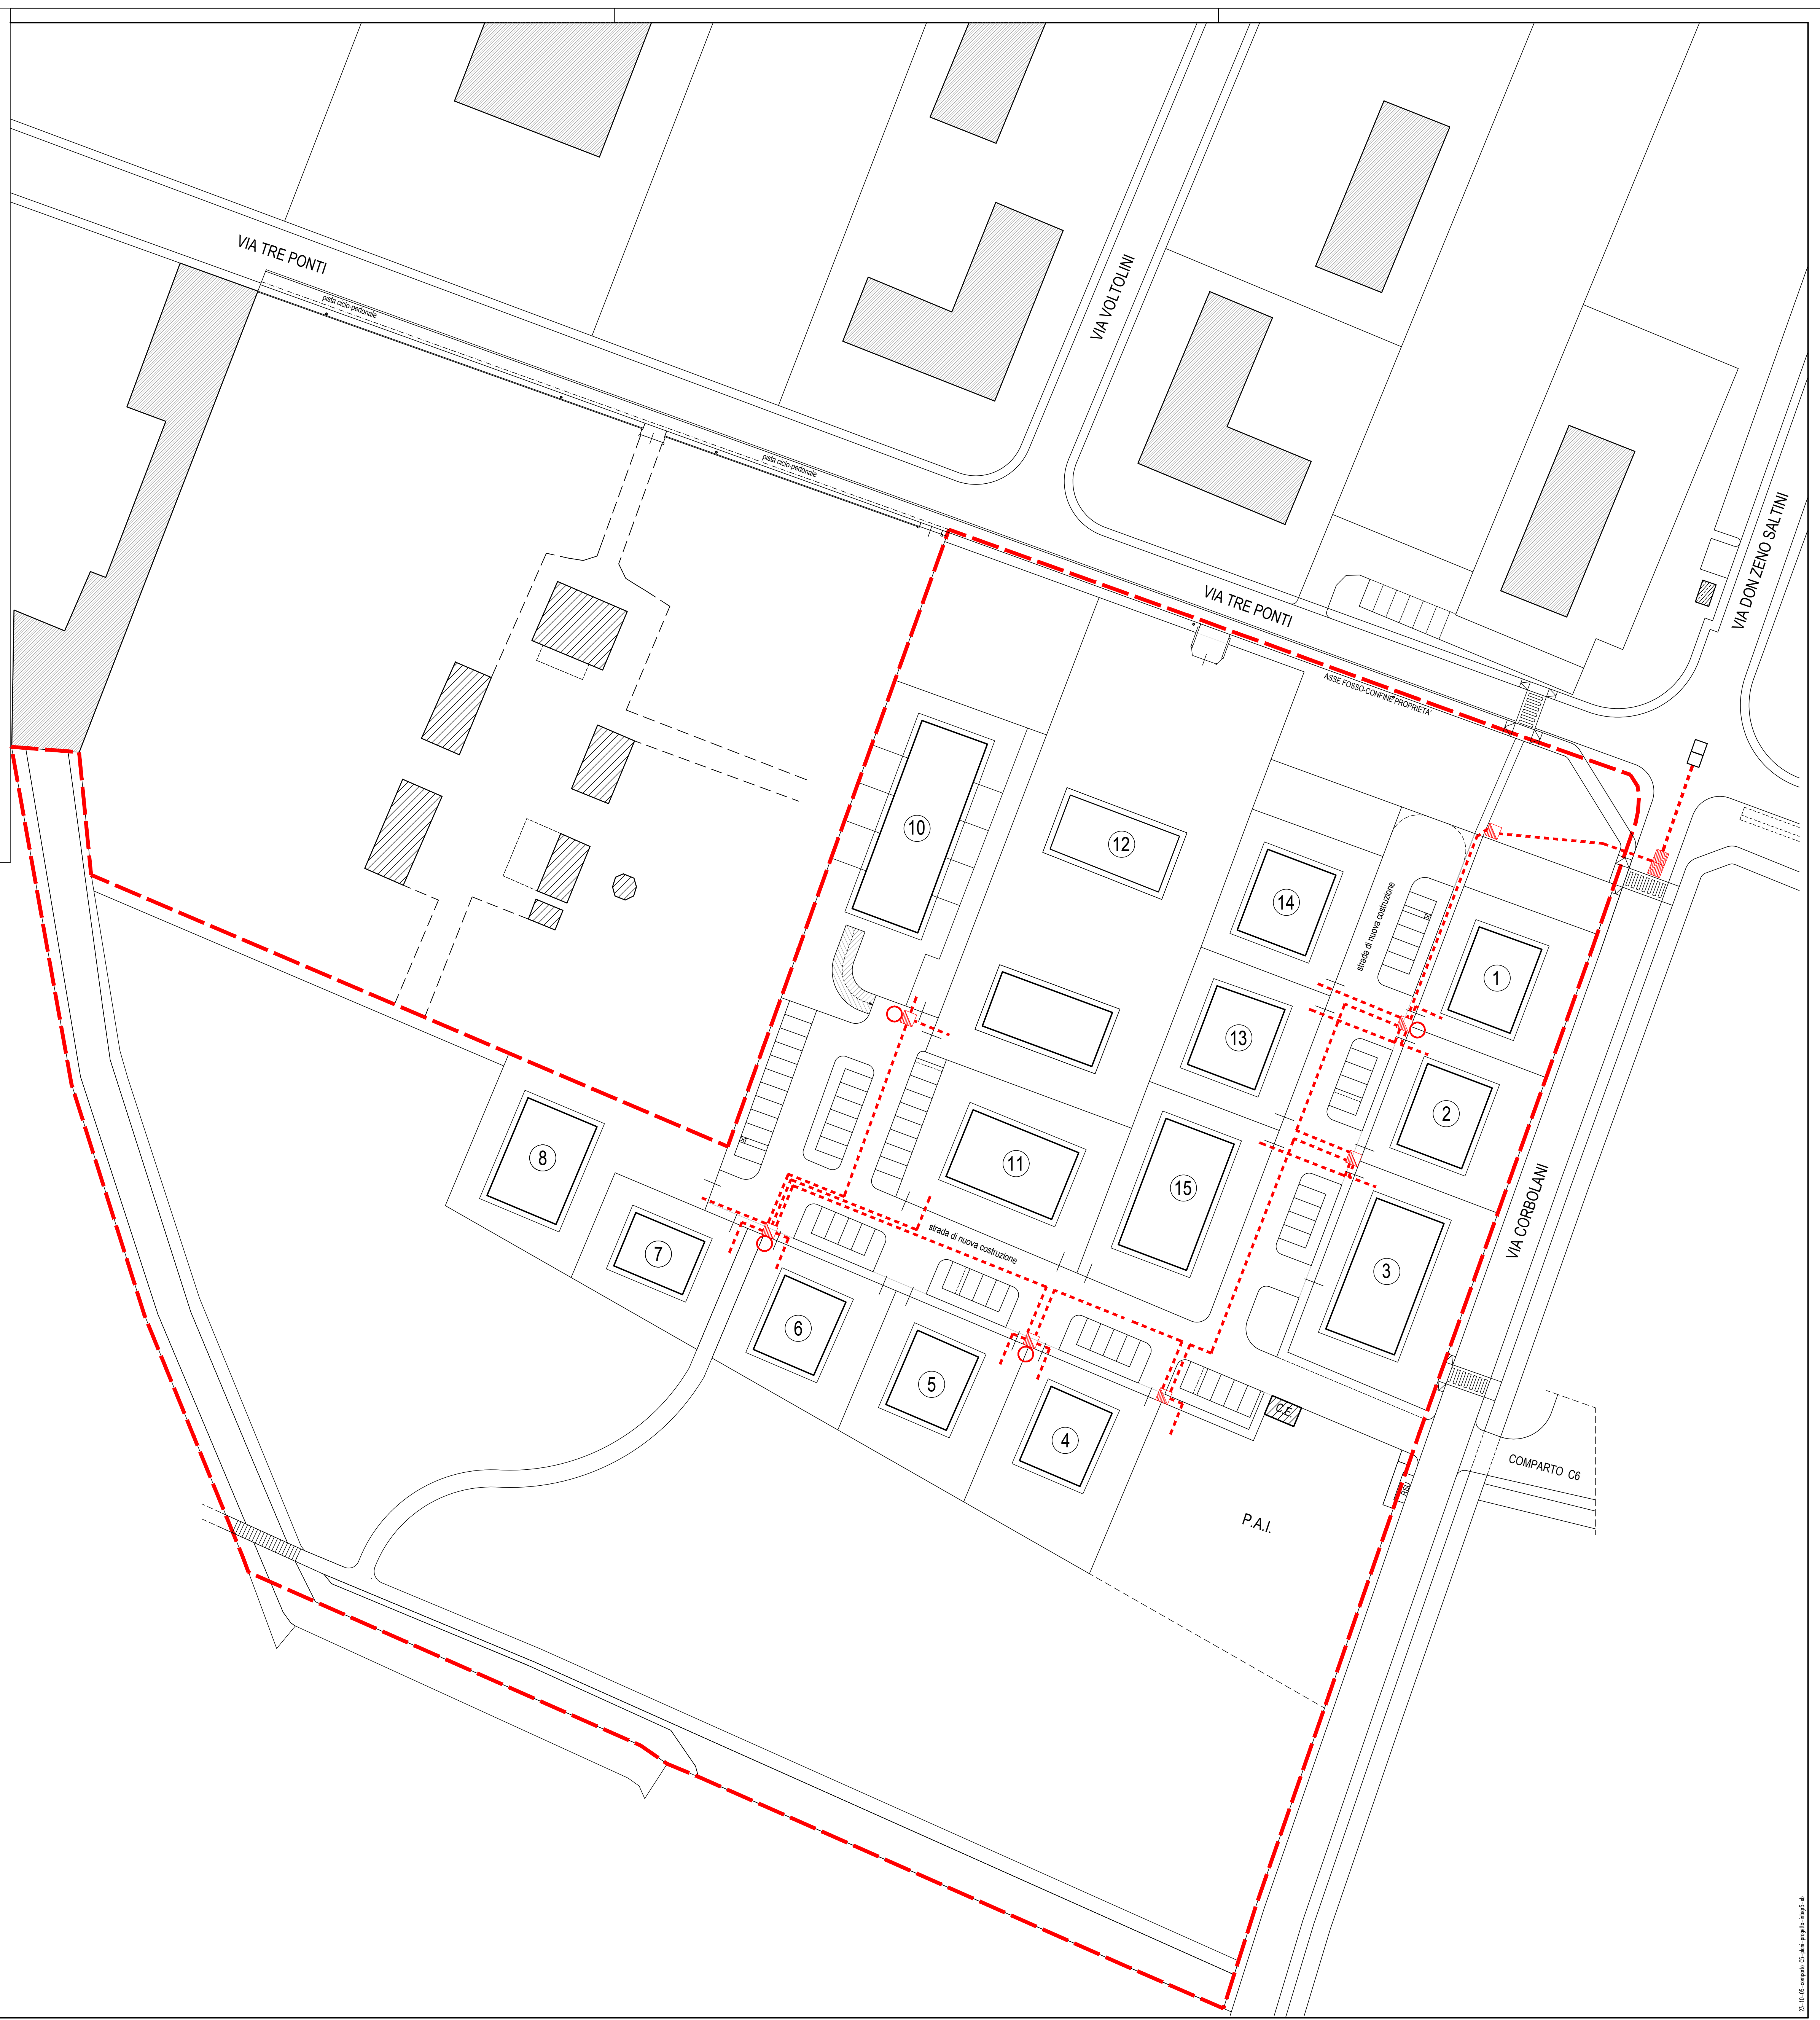 VIA TRE PONTI
pista ciclo-pedonale
VIA VOLTOLINI
pista ciclo-pedonale
VIA DON ZENO SALTINI
VIA TRE PONTI
ASSE FOSSO-CONFINE PROPRIETA'
10
12
14
strada di nuova costruzione
1
13
2
8
11
15
VIA CORBOLANI
7
strada di nuova costruzione
3
6
5
C.E.
4
COMPARTO C6
RSU
P.A.I.